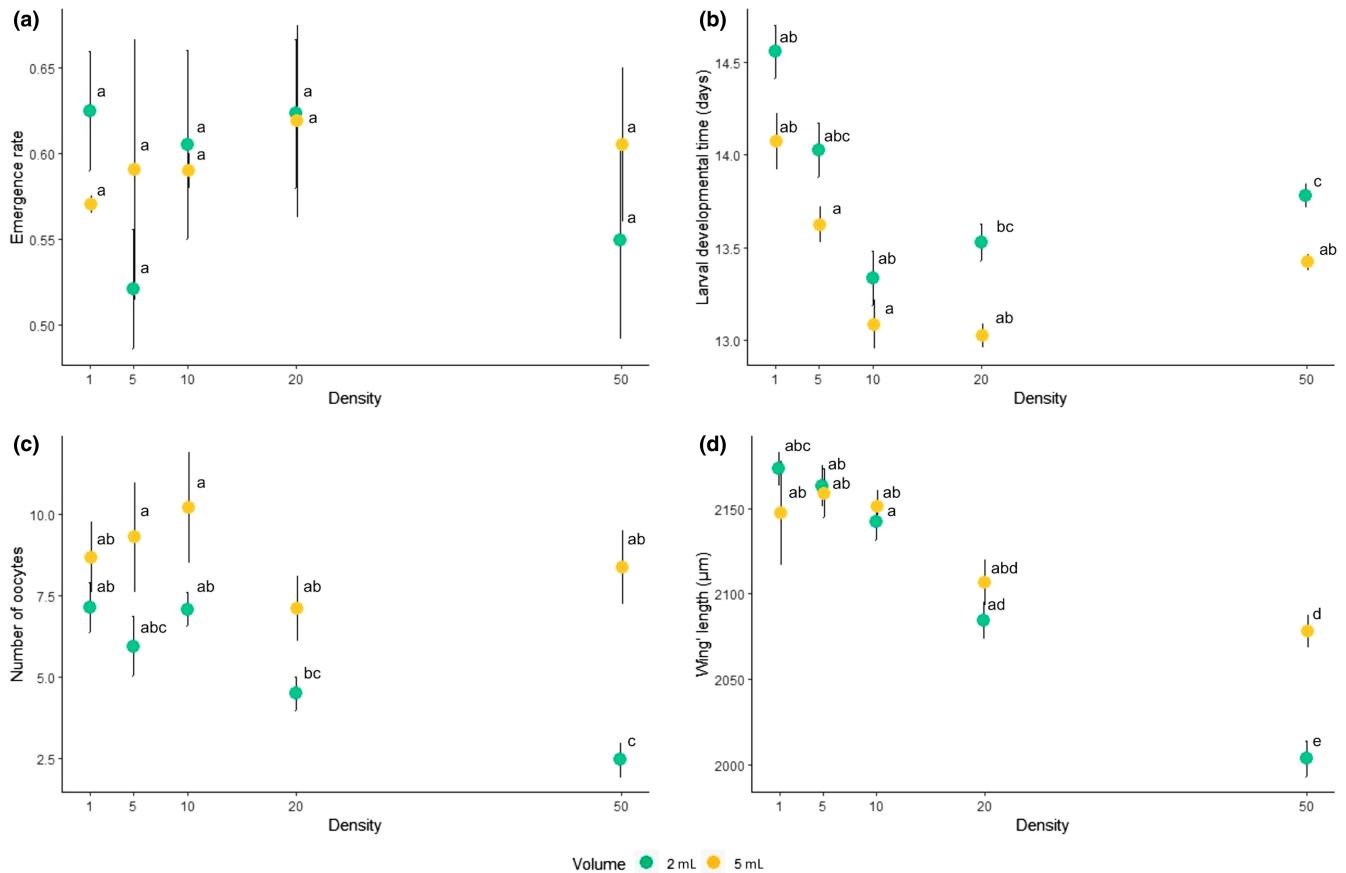 (a)
Emergence rate
0.65
0.60
0.55
0.50
a
a
a
a
a
a
a
a
a
a
1 5 10 20 50
Density
(b)
Larval developmental time (days)
14.5
14.0
13.5
13.0
ab
ab
abc
a
ab
a
bc
ab
c
ab
1 5 10 20 50
Density
(c)
Number of oocytes
10.0
7.5
5.0
2.5
ab
ab
a
abc
a
ab
ab
bc
ab
c
1 5 10 20 50
Density
(d)
Wing' length (µm)
2150
2100
2050
2000
abc
ab
ab
ab
ab
a
abd
ad
d
e
1 5 10 20 50
Density
Volume 2 mL 5 mL